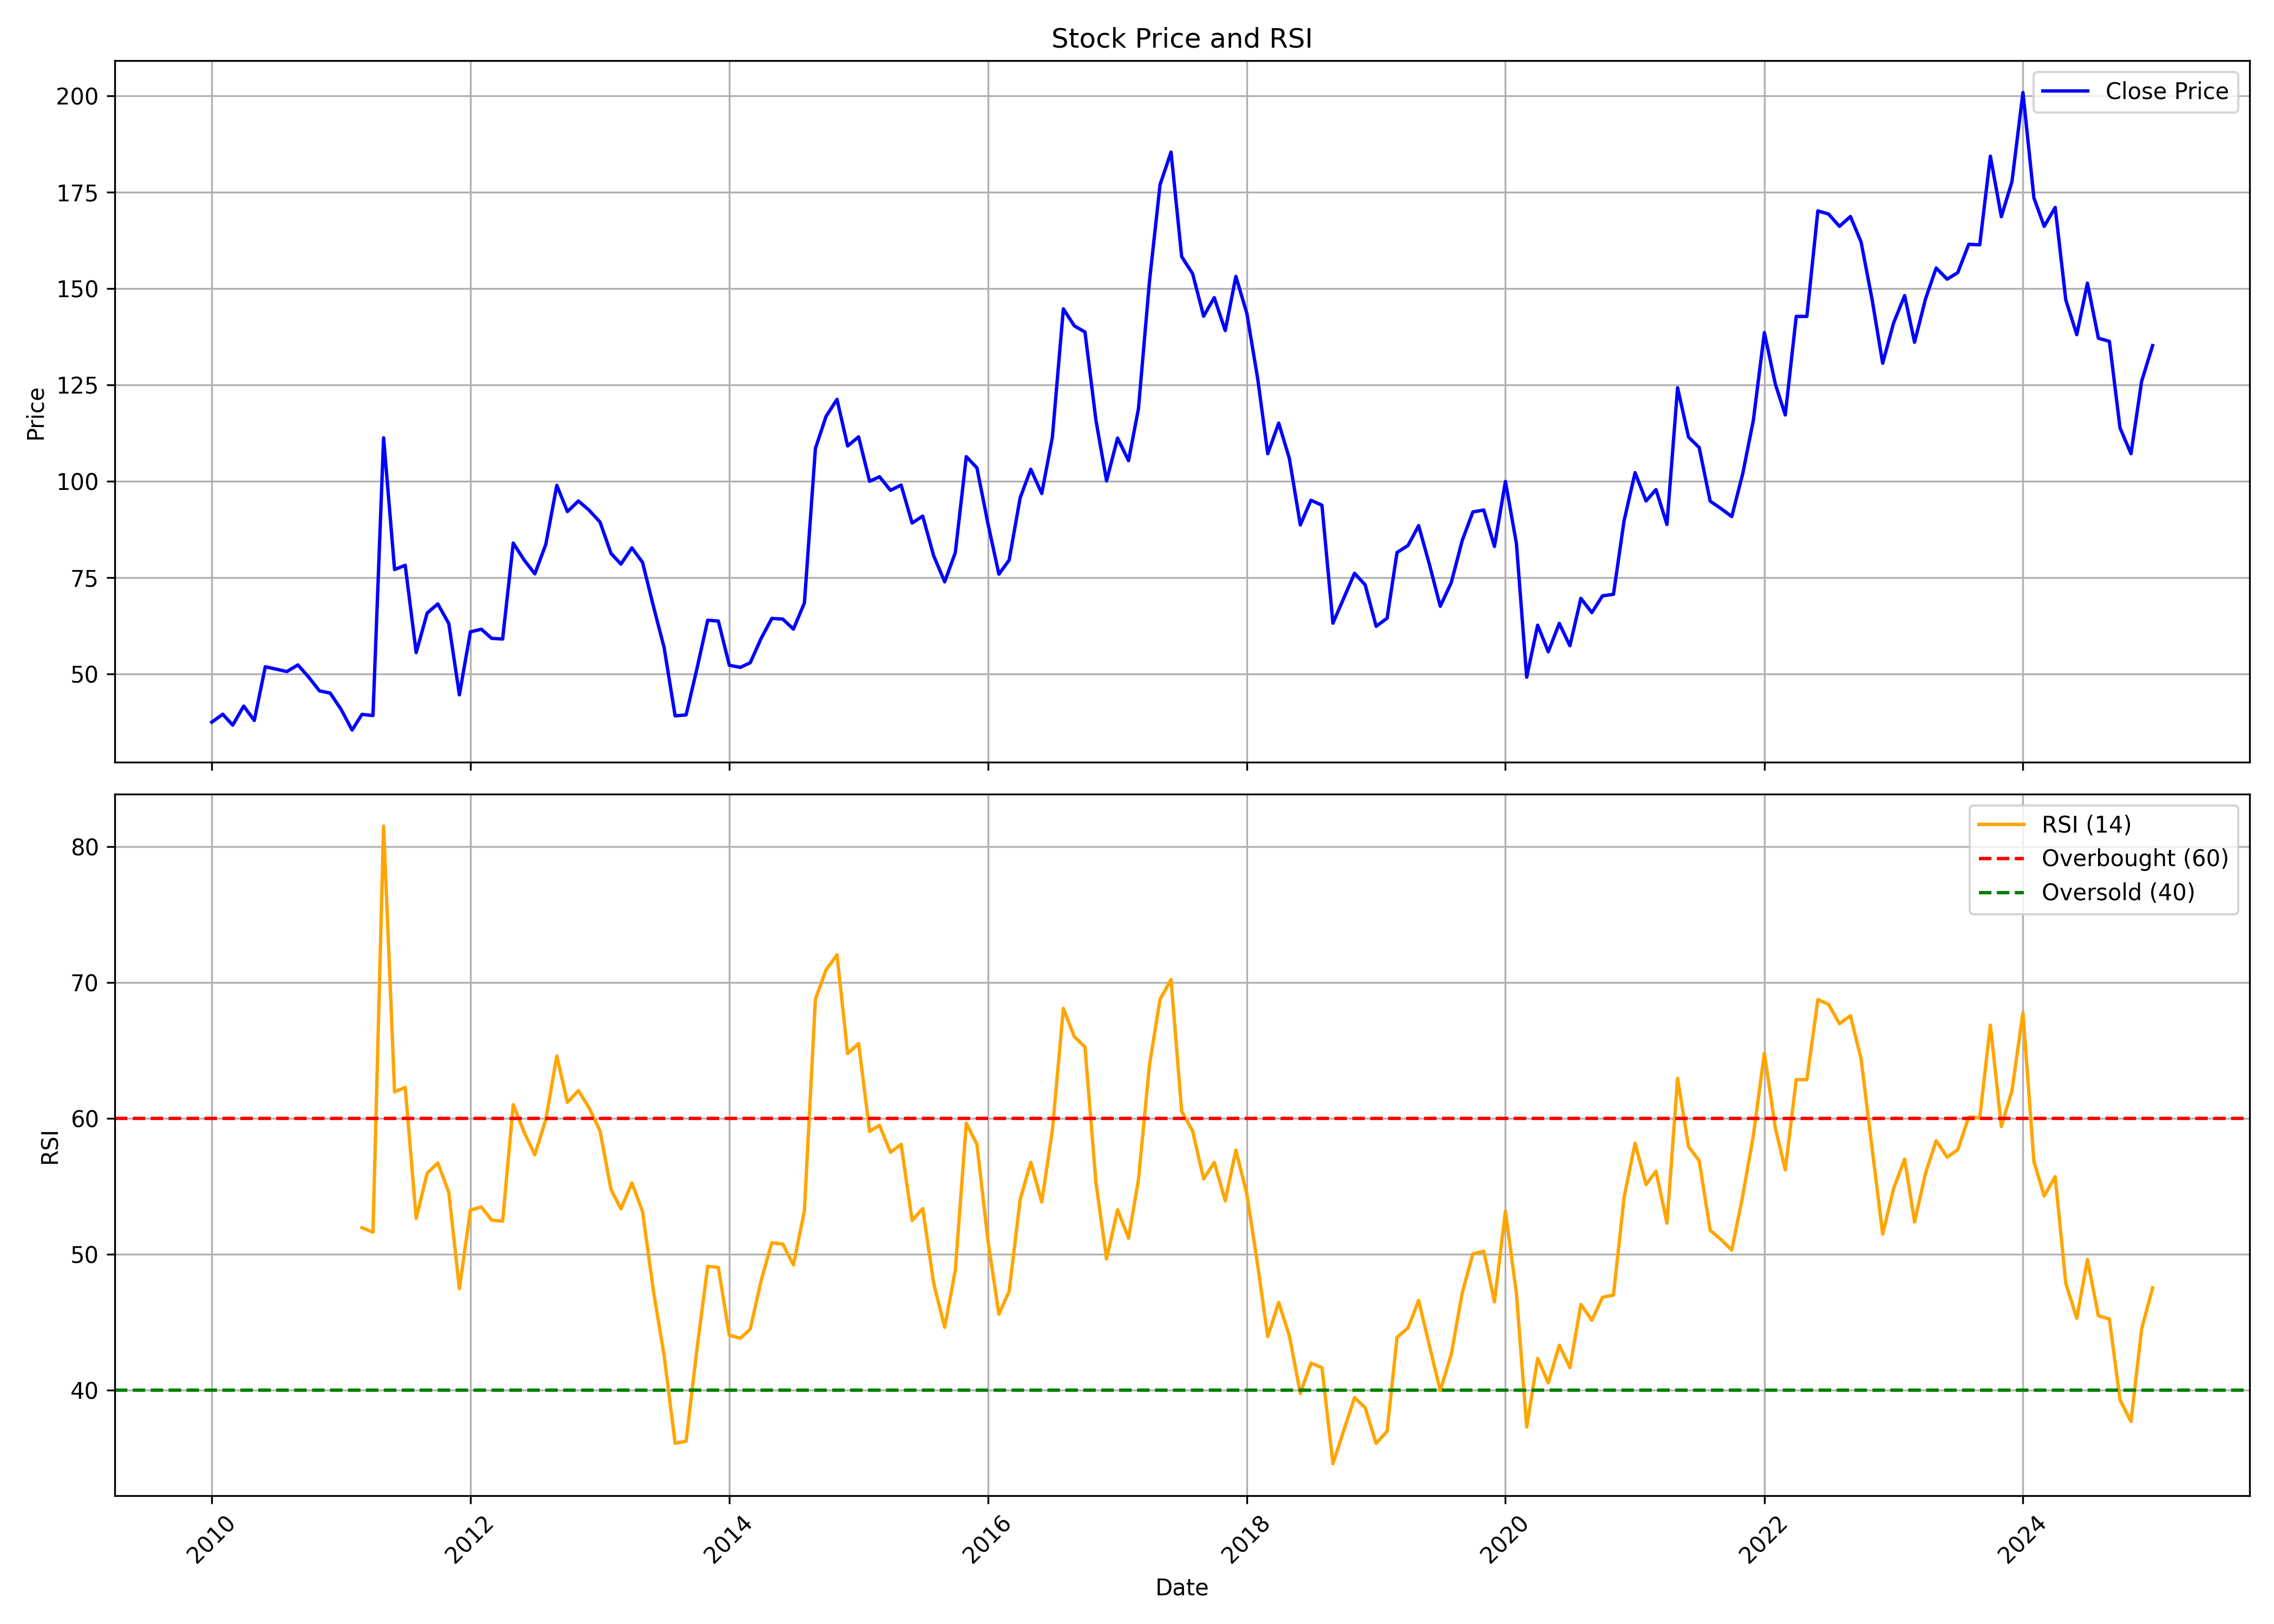 Stock Price and RSI
Close Price
200
175
150
125
100
75
50
Price
RSI (14)
Overbought (60)
Oversold (40)
80
70
60
50
40
RSI
2010
2012
2014
2016
2018
2020
2022
2024
Date